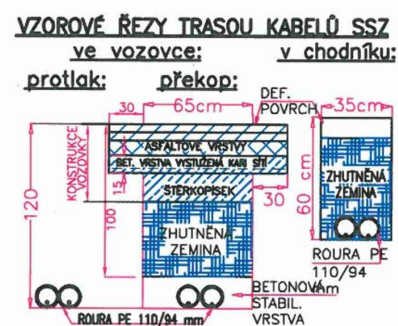 VZOROVÉ ŘEZY TRASOU KABELŮ SSZ
ve vozovce: v chodníku:
protlak: překop:
DEF. POVRCH
30 65cm 35cm
KONSTRUKCE VOZOVKY
ASFALTOVÉ VRSTVY
BET. VRSTVA VYSTUŽENÁ KARI SÍTÍ
15
ŠTĚRKOPÍSEK
30
120
100
60 cm
ZHUTNĚNÁ ZEMINA
ZHUTNĚNÁ ZEMINA
ROURA PE 110/94 mm
BETONOVÁ STABIL. VRSTVA
ROURA PE 110/94 mm